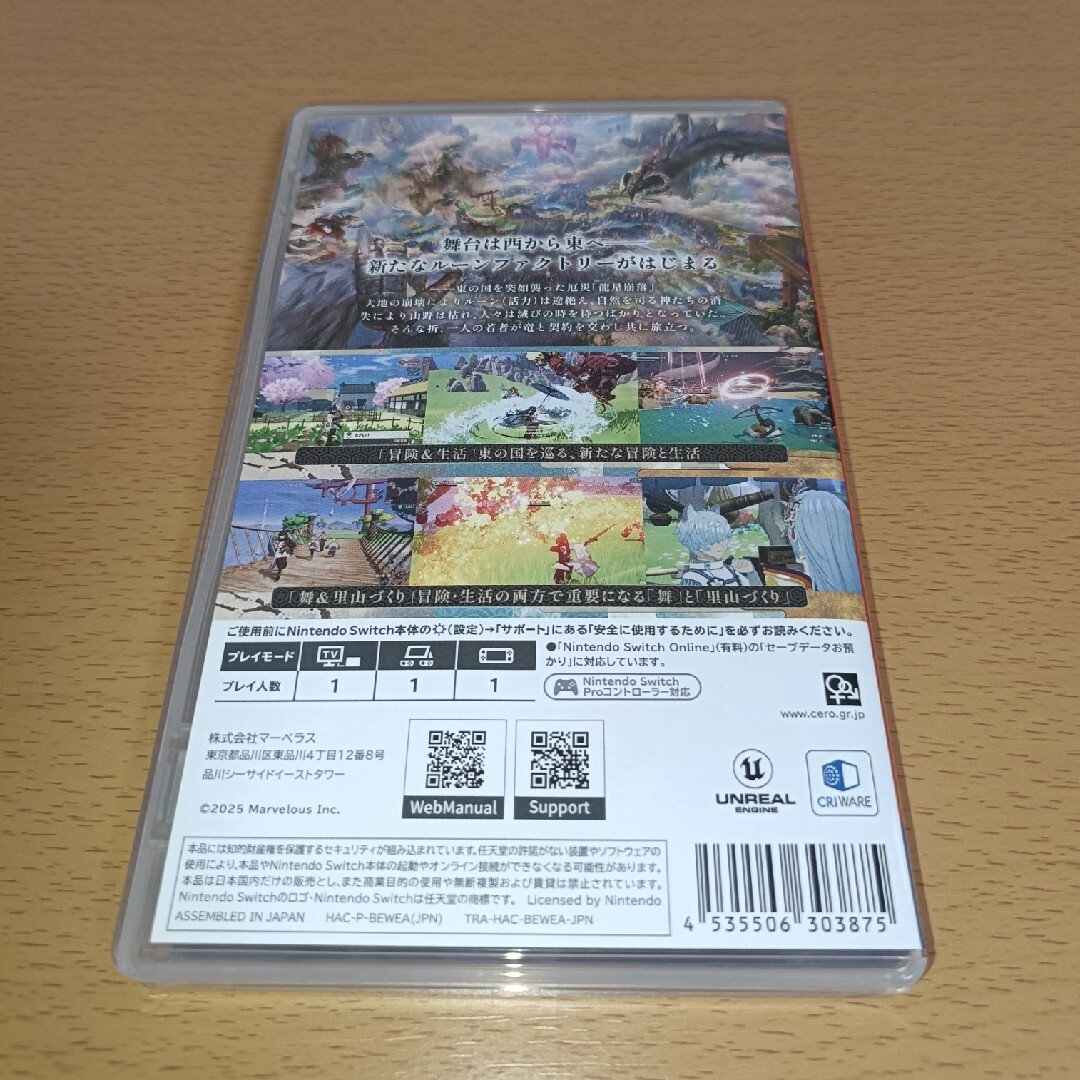 舞台は西から東へ――
新たなルーンファクトリーがはじまる
――東の国を突如襲った厄災「龍星崩落」
大地の崩壊によりルーン(活力)は途絶え、自然を司る神たちの消
失により山野は枯れ、人々は滅びの時を待つばかりとなっていた。
そんな折、一人の若者が竜と契約を交わし共に旅立つ。
「冒険&生活」東の国を巡る、新たな冒険と生活
「舞&里山づくり」冒険・生活の両方で重要になる「舞」と「里山づくり」
ご使用前にNintendo Switch本体の(設定)→「サポート」にある「安全に使用するために」を必ずお読みください。
プレイモード TV
プレイ人数 1 1 1
●「Nintendo Switch Online」(有料)の「セーブデータお預
かり」に対応しています。
Nintendo Switch
Proコントローラー対応
www.cero.gr.jp
株式会社マーベラス
東京都品川区東品川4丁目12番8号
品川シーサイドイーストタワー
©2025 Marvelous Inc.
WebManual
Support
UNREAL
ENGINE
CRIWARE
本品には知的財産権を保護するセキュリティが組み込まれています。任天堂の許諾がない装置やソフトウェアの
使用により、本品やNintendo Switch本体の起動やオンライン接続ができなくなる可能性があります。
本品は日本国内だけの販売とし、また商業目的の使用や無断複製および賃貸は禁止されています。
Nintendo Switchのロゴ・Nintendo Switchは任天堂の商標です。 Licensed by Nintendo
ASSEMBLED IN JAPAN HAC-P-BEWEA(JPN) TRA-HAC-BEWEA-JPN
4 535506 303875